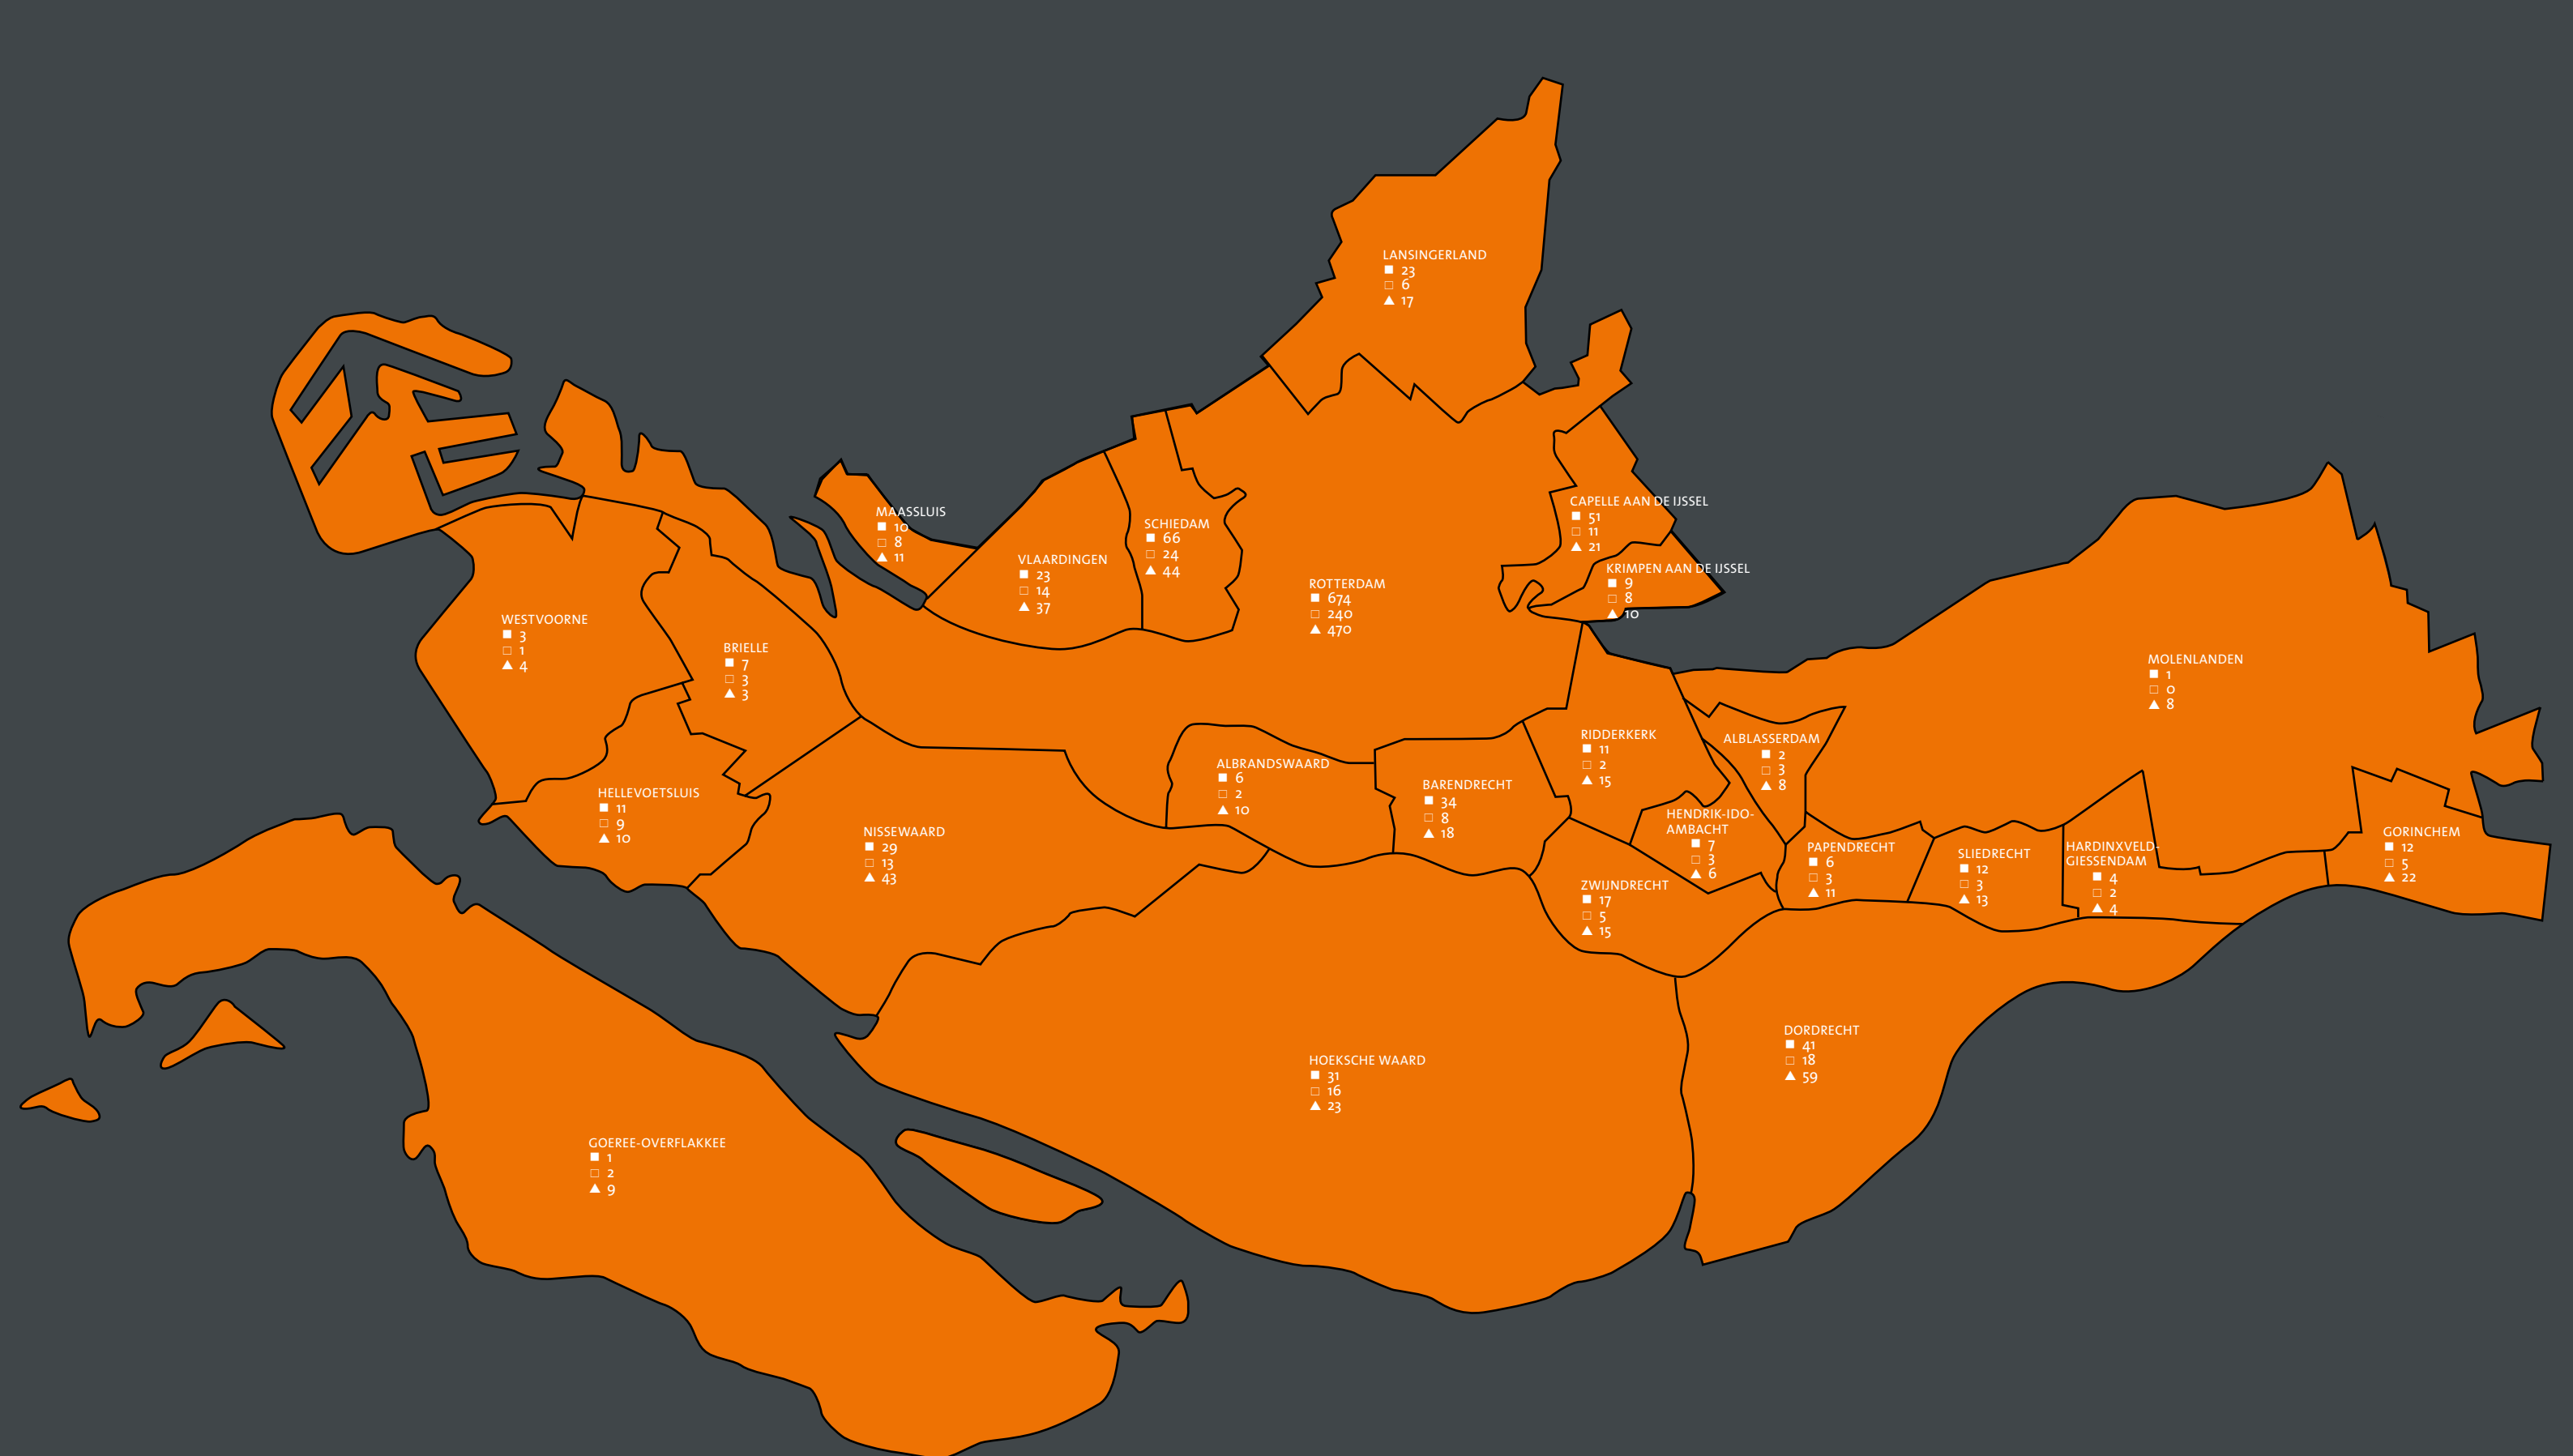 LANSINGERLAND
■ 23
□ 6
▲ 17
CAPELLE AAN DE IJSSEL
■ 51
□ 11
▲ 21
MAASSLUIS
■ 10
□ 8
▲ 11
SCHIEDAM
■ 66
□ 24
▲ 44
VLAARDINGEN
■ 23
□ 14
▲ 37
KRIMPEN AAN DE IJSSEL
■ 9
□ 8
▲ 10
ROTTERDAM
■ 674
□ 240
▲ 470
WESTVOORNE
■ 3
□ 1
▲ 4
BRIELLE
■ 7
□ 3
▲ 3
MOLENLANDEN
■ 1
□ 0
▲ 8
RIDDERKERK
■ 11
□ 2
▲ 15
ALBLASSERDAM
■ 2
□ 3
▲ 8
ALBRANDSWAARD
■ 6
□ 2
▲ 10
BARENDRECHT
■ 34
□ 8
▲ 18
HELLEVOETSLUIS
■ 11
□ 9
▲ 10
HENDRIK-IDO-
AMBACHT
■ 7
□ 3
▲ 6
NISSEWAARD
■ 29
□ 13
▲ 43
GORINCHEM
■ 12
□ 5
▲ 22
PAPENDRECHT
■ 6
□ 3
▲ 11
SLIEDRECHT
■ 12
□ 3
▲ 13
HARDINXVELD-
GIESSENDAM
■ 4
□ 2
▲ 4
ZWIJNDRECHT
■ 17
□ 5
▲ 15
DORDRECHT
■ 41
□ 18
▲ 59
HOEKSCHE WAARD
■ 31
□ 16
▲ 23
GOEREE-OVERFLAKKEE
■ 1
□ 2
▲ 9